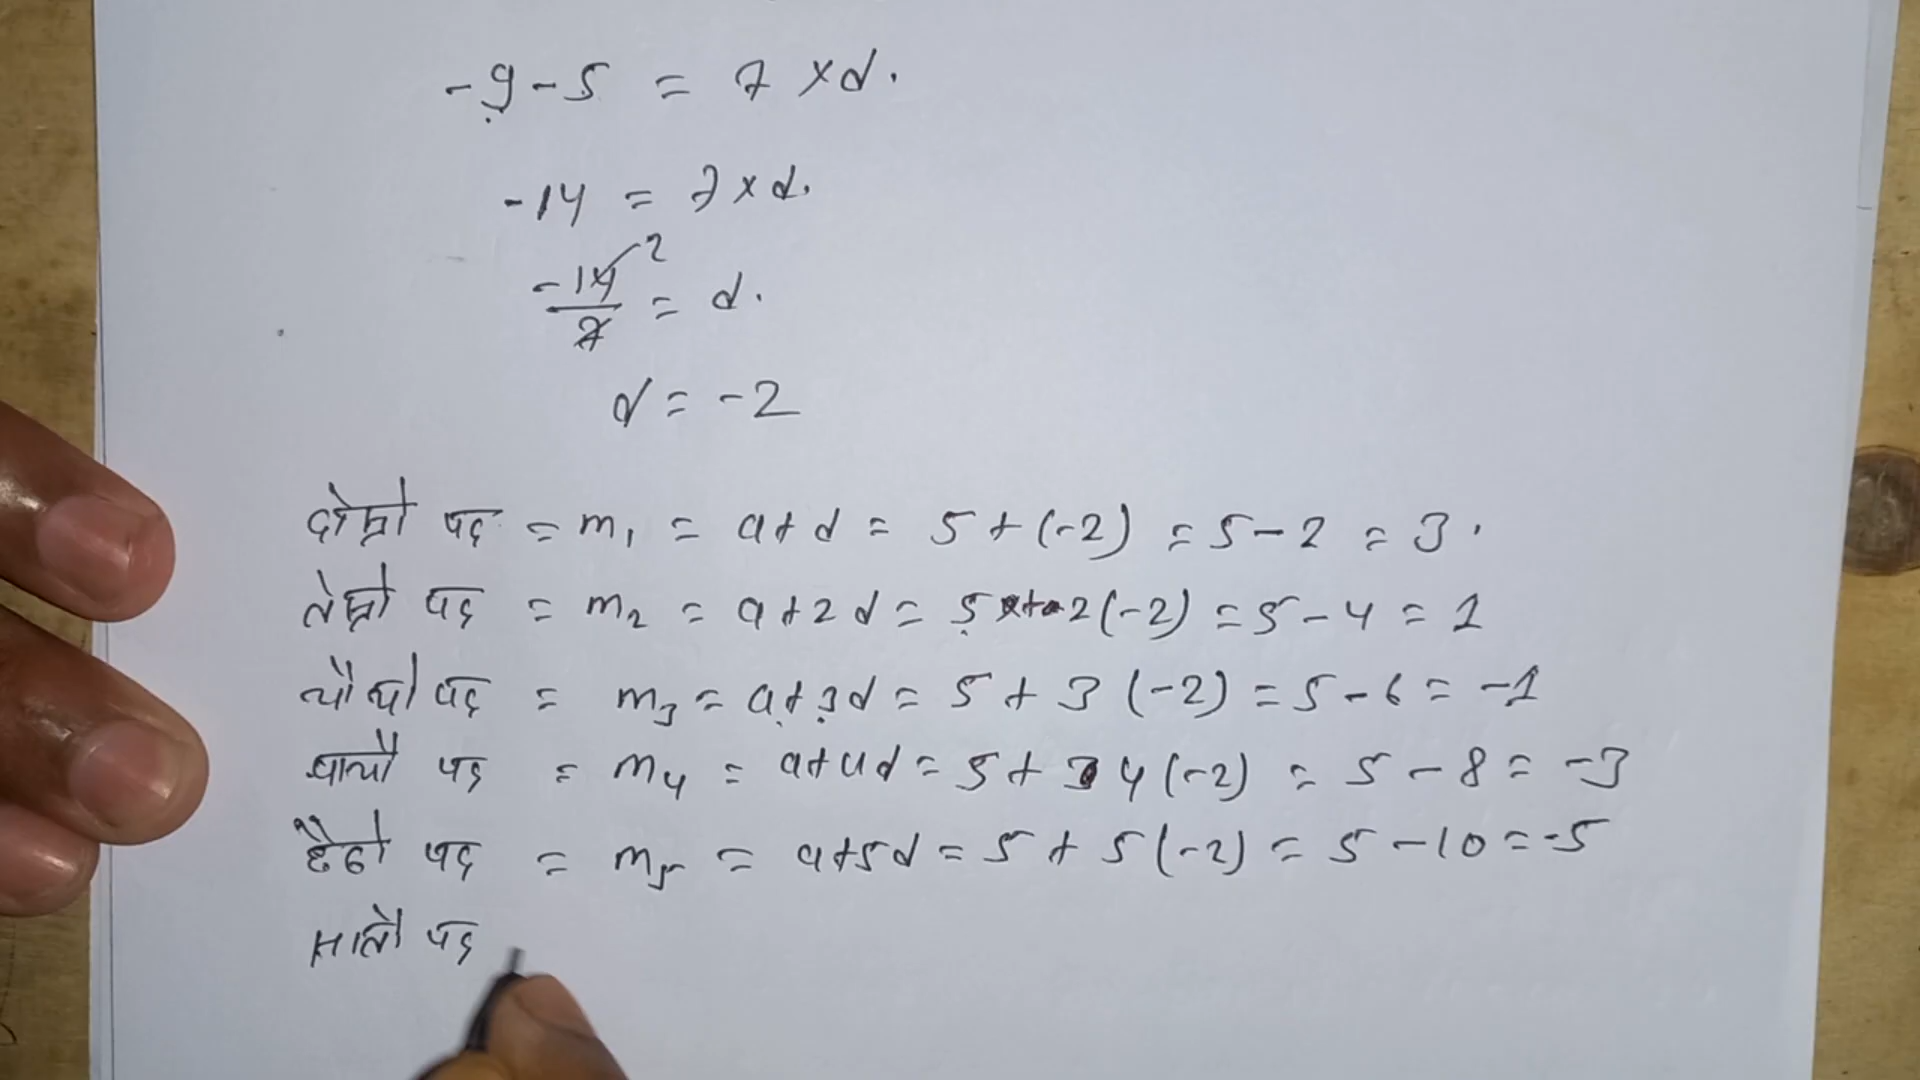 -9-5 = 7 × d.
-14 = 7 × d.
-14/7 2 = d.
d = -2
दोस्रो पद = m₁ = a+d = 5+(-2) = 5-2 = 3.
तेस्रो पद = m₂ = a+2d = 5 + 2(-2) = 5-4 = 1
चौथो पद = m₃ = a+3d = 5+3(-2) = 5-6 = -1
पाचौ पद = m₄ = a+4d = 5+ 4(-2) = 5-8 = -3
छैठो पद = m₅ = a+5d = 5+5(-2) = 5-10 = -5
सातो पद